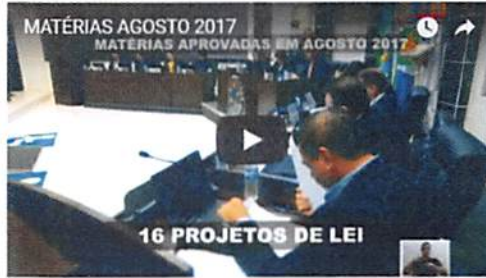 MATÉRIAS AGOSTO 2017
MATÉRIAS APROVADAS EM AGOSTO 2017
16 PROJETOS DE LEI